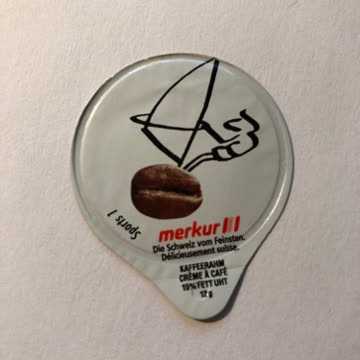 Sports 1
merkur
Die Schweiz vom Feinsten.
Délicieusement suisse.
KAFFEERAHM
CRÈME À CAFÉ
15% FETT UHT
12 g